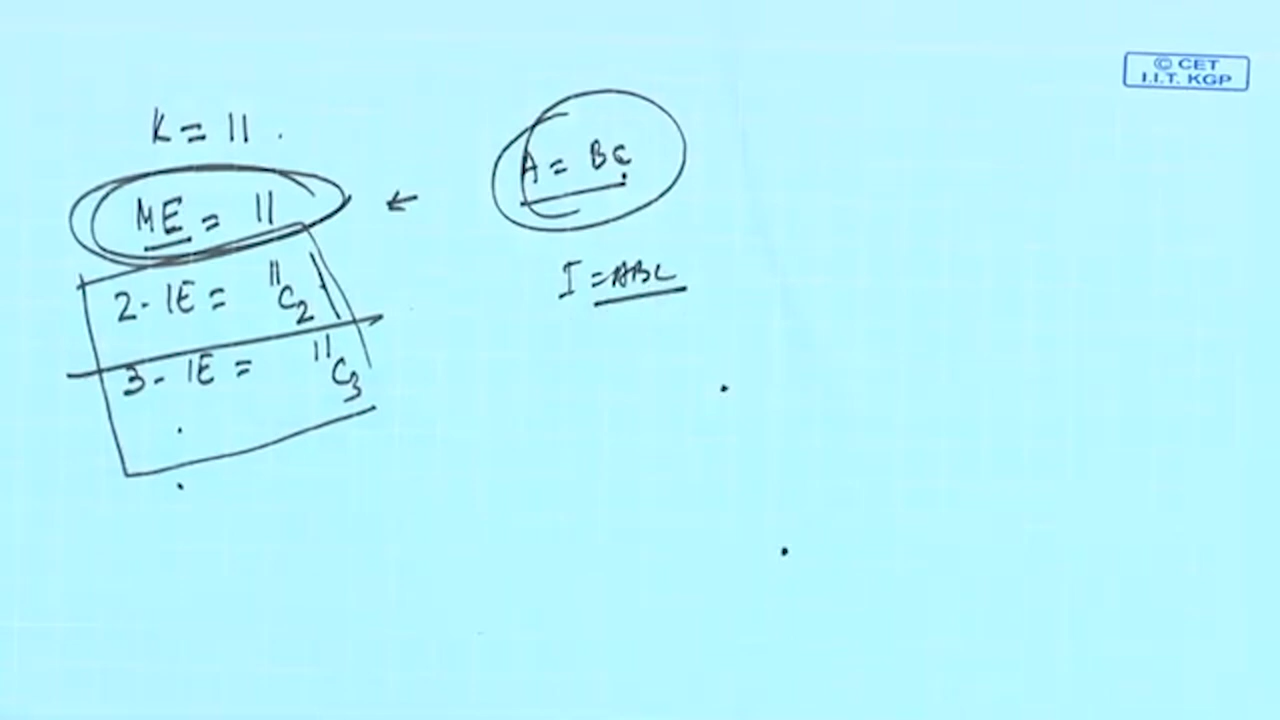 © CET
I.I.T. KGP
K = 11 .
ME = 11 ← A = BC
2 - IE = ¹¹C₂
I = ABC
3 - IE = ¹¹C₃